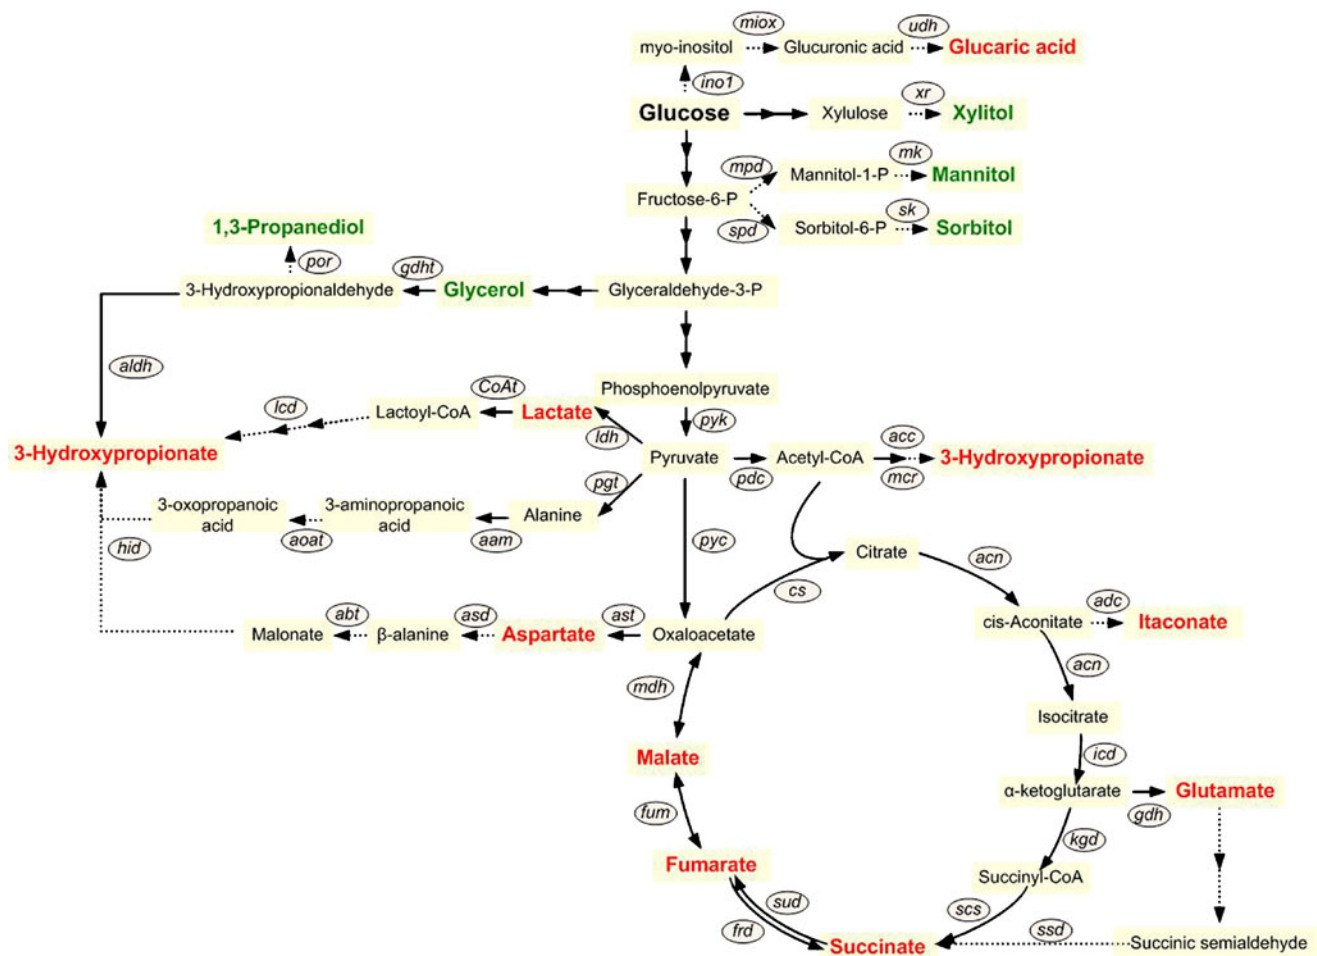 miox
udh
myo-inositol
Glucuronic acid
Glucaric acid
ino1
xr
Glucose
Xylulose
Xylitol
mpd
mk
Mannitol-1-P
Mannitol
Fructose-6-P
sk
spd
Sorbitol-6-P
Sorbitol
1,3-Propanediol
por
gdht
3-Hydroxypropionaldehyde
Glycerol
Glyceraldehyde-3-P
aldh
CoAt
Phosphoenolpyruvate
lcd
Lactoyl-CoA
Lactate
pyk
ldh
acc
3-Hydroxypropionate
Pyruvate
Acetyl-CoA
3-Hydroxypropionate
pdc
mcr
pgt
3-oxopropanoic
acid
3-aminopropanoic
acid
Alanine
hid
aoat
aam
pyc
Citrate
acn
cs
abt
asd
ast
adc
Malonate
β-alanine
Aspartate
Oxaloacetate
cis-Aconitate
Itaconate
acn
mdh
Isocitrate
Malate
icd
α-ketoglutarate
Glutamate
fum
gdh
kgd
Fumarate
Succinyl-CoA
sud
scs
frd
ssd
Succinate
Succinic semialdehyde